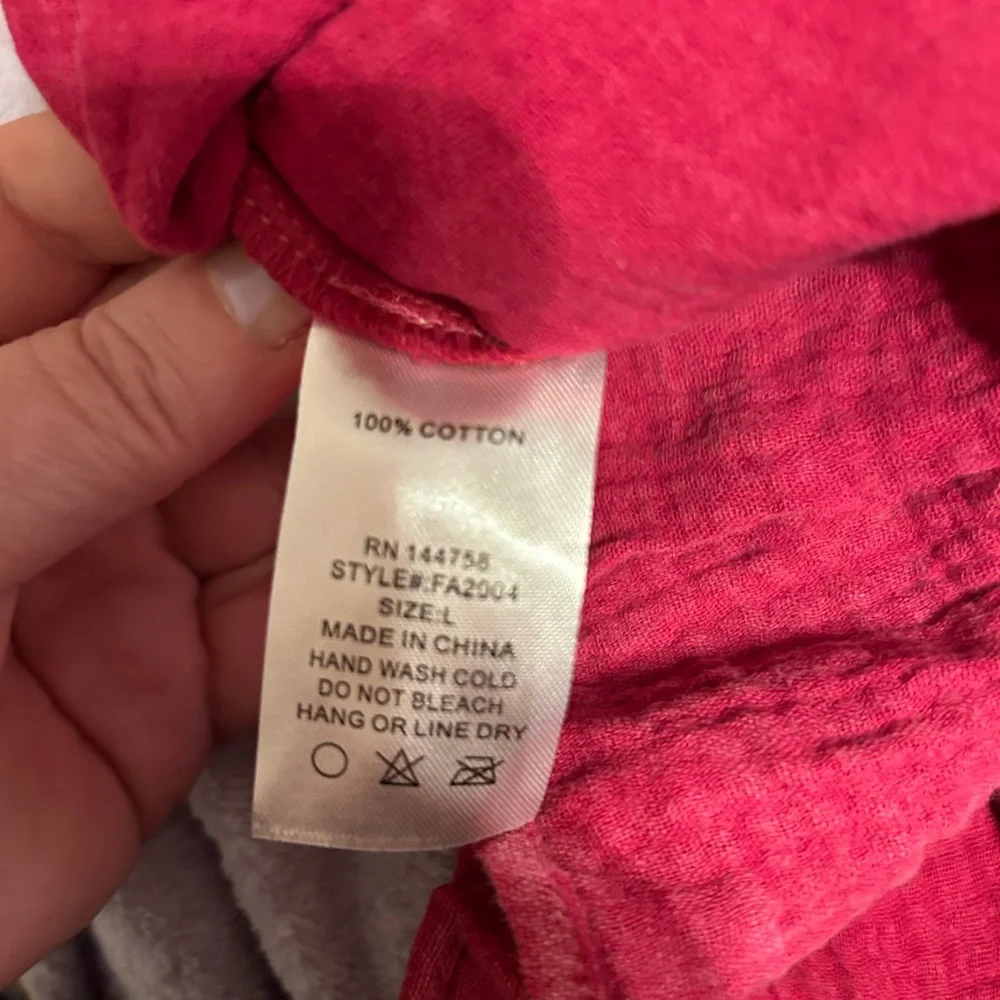 100% COTTON
RN 144758
STYLE#:FA2004
SIZE:L
MADE IN CHINA
HAND WASH COLD
DO NOT BLEACH
HANG OR LINE DRY